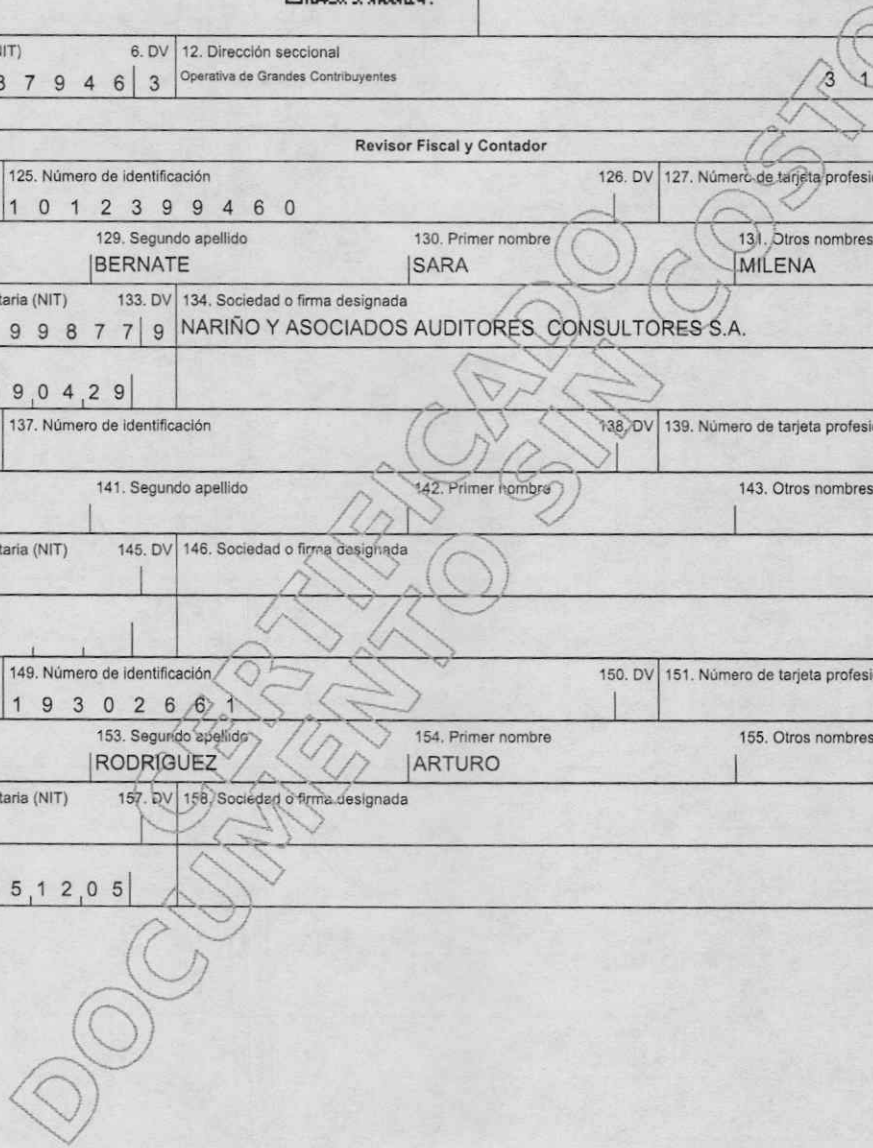 NIT) 6. DV 12. Dirección seccional
8 7 9 4 6 3 Operativa de Grandes Contribuyentes 3 1
Revisor Fiscal y Contador
125. Número de identificación 126. DV 127. Número de tarjeta profesi
1 0 1 2 3 9 9 4 6 0
129. Segundo apellido 130. Primer nombre 131. Otros nombres
BERNATE SARA MILENA
taria (NIT) 133. DV 134. Sociedad o firma designada
9 9 8 7 7 9 NARIÑO Y ASOCIADOS AUDITORES CONSULTORES S.A.
9 0 4 2 9
137. Número de identificación 138. DV 139. Número de tarjeta profesi
141. Segundo apellido 142. Primer nombre 143. Otros nombres
taria (NIT) 145. DV 146. Sociedad o firma designada
149. Número de identificación 150. DV 151. Número de tarjeta profesi
1 9 3 0 2 6 6 1
153. Segundo apellido 154. Primer nombre 155. Otros nombres
RODRIGUEZ ARTURO
taria (NIT) 157. DV 158. Sociedad o firma designada
5 1 2 0 5
CERTIFICADO
DOCUMENTO SIN COSTO